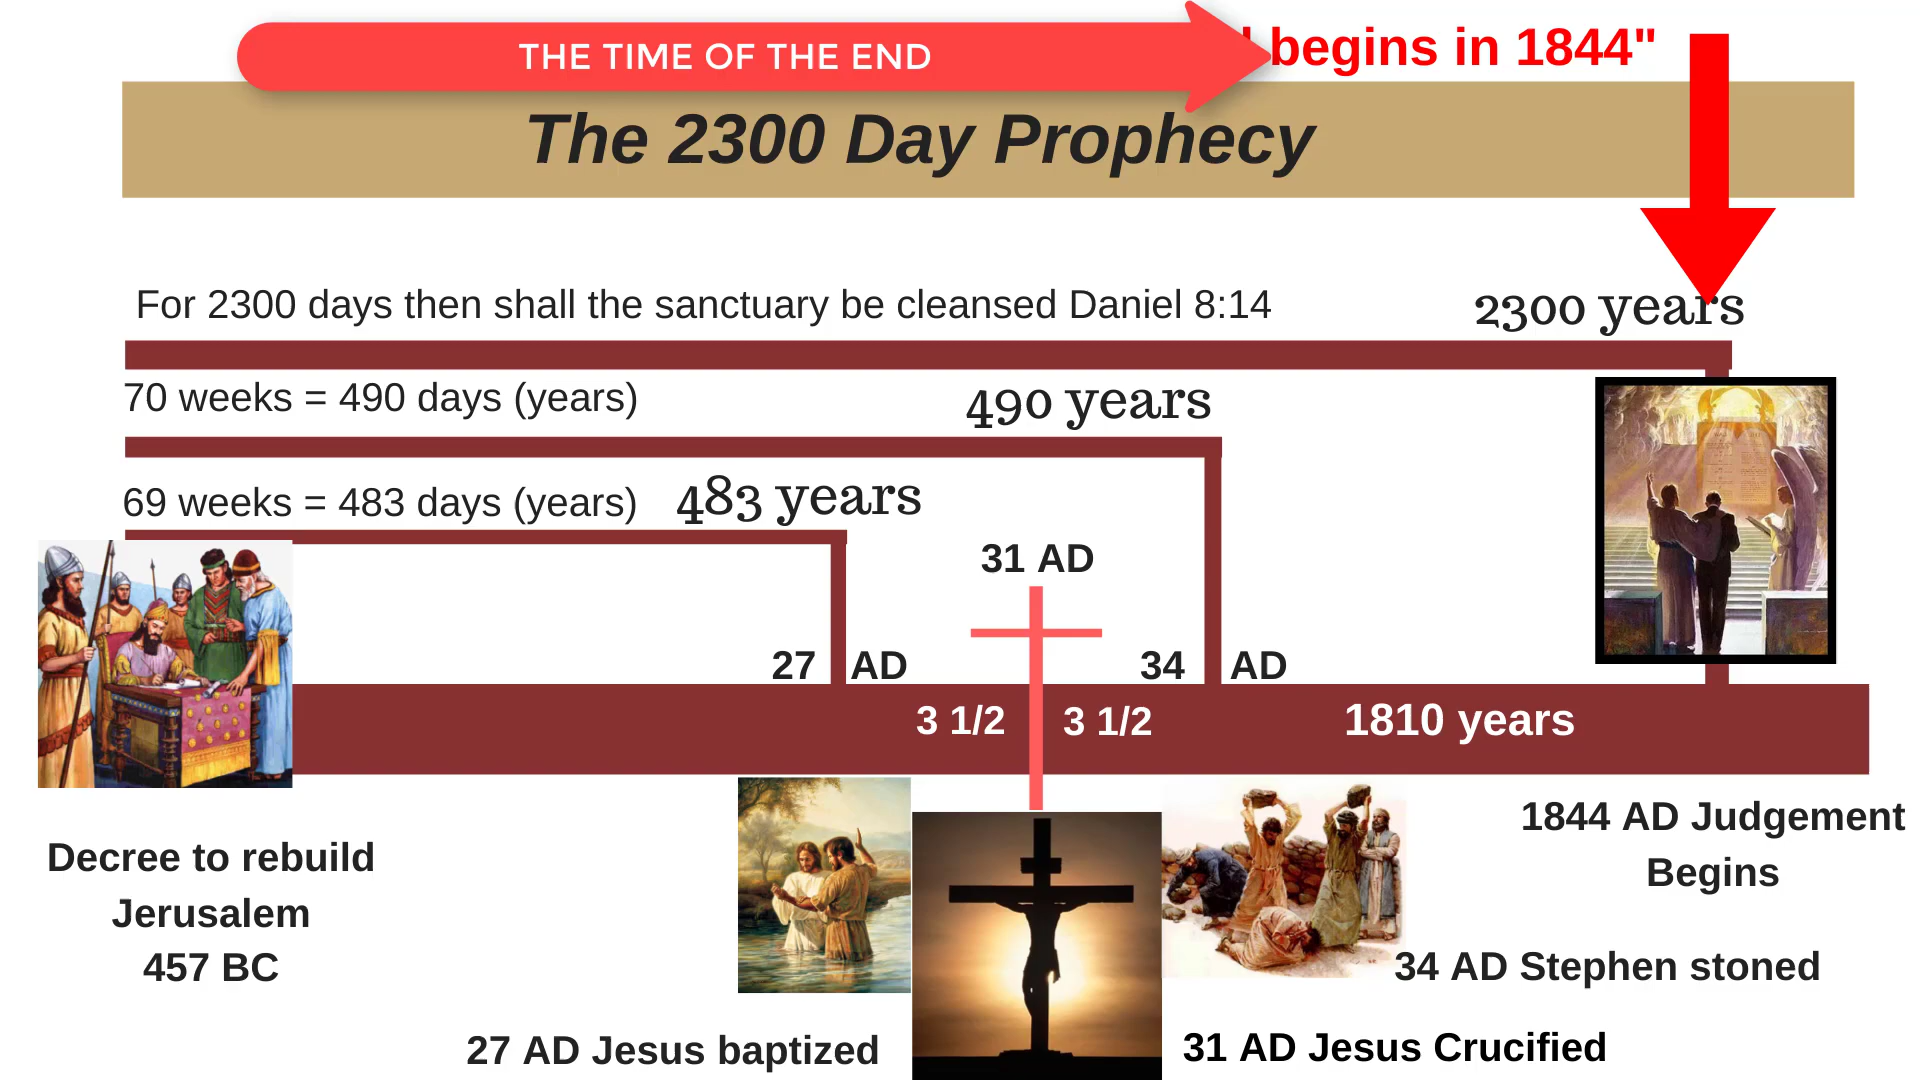 THE TIME OF THE END
begins in 1844"
The 2300 Day Prophecy
For 2300 days then shall the sanctuary be cleansed Daniel 8:14
2300 years
70 weeks = 490 days (years)
490 years
69 weeks = 483 days (years)
483 years
31 AD
27 AD
34 AD
3 1/2
3 1/2
1810 years
Decree to rebuild
Jerusalem
457 BC
1844 AD Judgement
Begins
34 AD Stephen stoned
27 AD Jesus baptized
31 AD Jesus Crucified